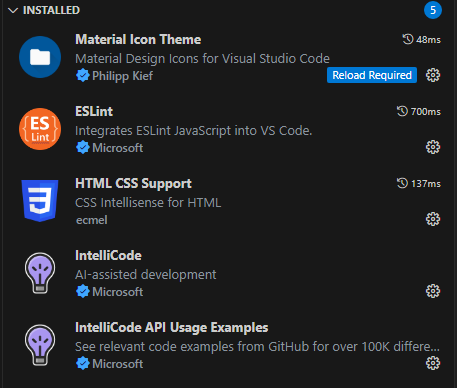 INSTALLED
5
Material Icon Theme
48ms
Material Design Icons for Visual Studio Code
Philipp Kief
Reload Required
ES
Lint
ESLint
700ms
Integrates ESLint JavaScript into VS Code.
Microsoft
3
HTML CSS Support
137ms
CSS Intellisense for HTML
ecmel
IntelliCode
AI-assisted development
Microsoft
IntelliCode API Usage Examples
See relevant code examples from GitHub for over 100K differe...
Microsoft